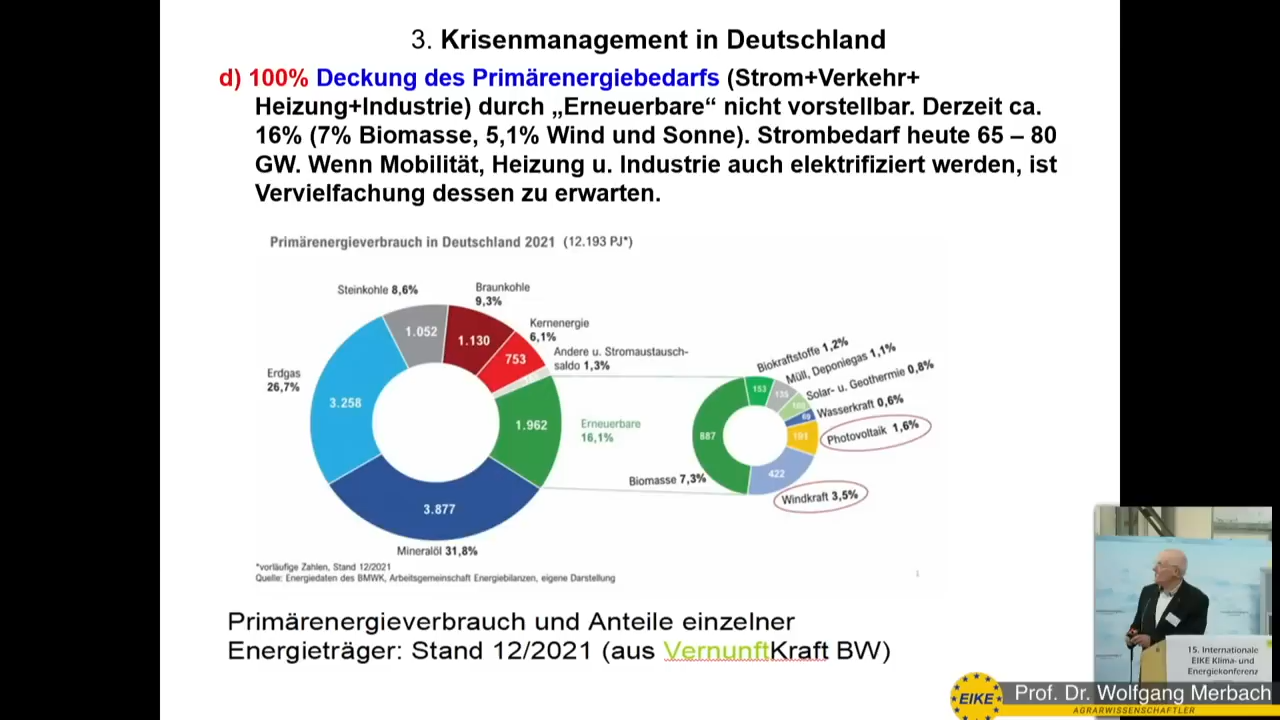 3. Krisenmanagement in Deutschland
d) 100% Deckung des Primärenergiebedarfs (Strom+Verkehr+
Heizung+Industrie) durch „Erneuerbare“ nicht vorstellbar. Derzeit ca.
16% (7% Biomasse, 5,1% Wind und Sonne). Strombedarf heute 65 – 80
GW. Wenn Mobilität, Heizung u. Industrie auch elektrifiziert werden, ist
Vervielfachung dessen zu erwarten.
Primärenergieverbrauch in Deutschland 2021 (12.193 PJ*)
Steinkohle 8,6%
Braunkohle
9,3%
Kernenergie
6,1%
Andere u. Stromaustausch-
saldo 1,3%
Erdgas
26,7%
1.052
1.130
753
3.258
1.962
3.877
Erneuerbare
16,1%
Mineralöl 31,8%
Biokraftstoffe 1,2%
Müll, Deponiegas 1,1%
Solar- u. Geothermie 0,8%
Wasserkraft 0,6%
Photovoltaik 1,6%
Windkraft 3,5%
Biomasse 7,3%
153
135
69
191
422
887
*vorläufige Zahlen, Stand 12/2021
Quelle: Energiedaten des BMWK, Arbeitsgemeinschaft Energiebilanzen, eigene Darstellung
Primärenergieverbrauch und Anteile einzelner
Energieträger: Stand 12/2021 (aus VernunftKraft BW)
15. Internationale
EIKE Klima- und
Energiekonferenz
EIKE
Prof. Dr. Wolfgang Merbach
AGRARWISSENSCHAFTLER